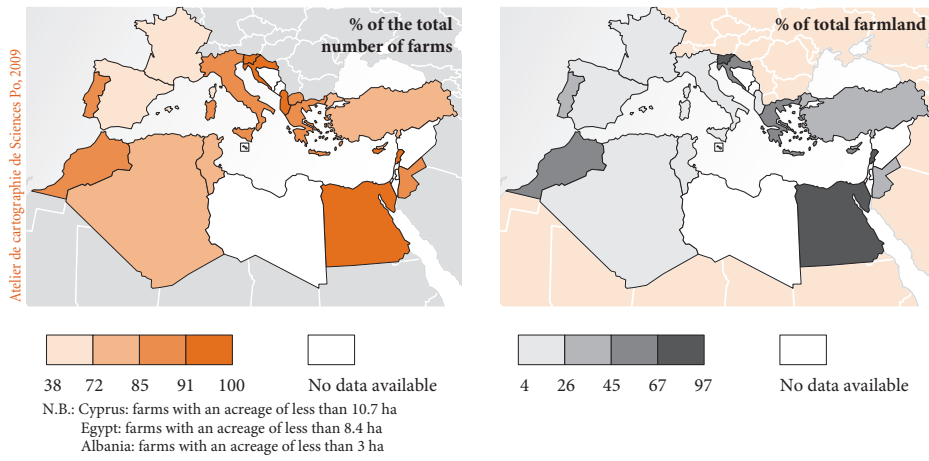 Atelier de cartographie de Sciences Po, 2009
% of the total
number of farms
% of total farmland
38 72 85 91 100
No data available
4 26 45 67 97
No data available
N.B.: Cyprus: farms with an acreage of less than 10.7 ha
Egypt: farms with an acreage of less than 8.4 ha
Albania: farms with an acreage of less than 3 ha